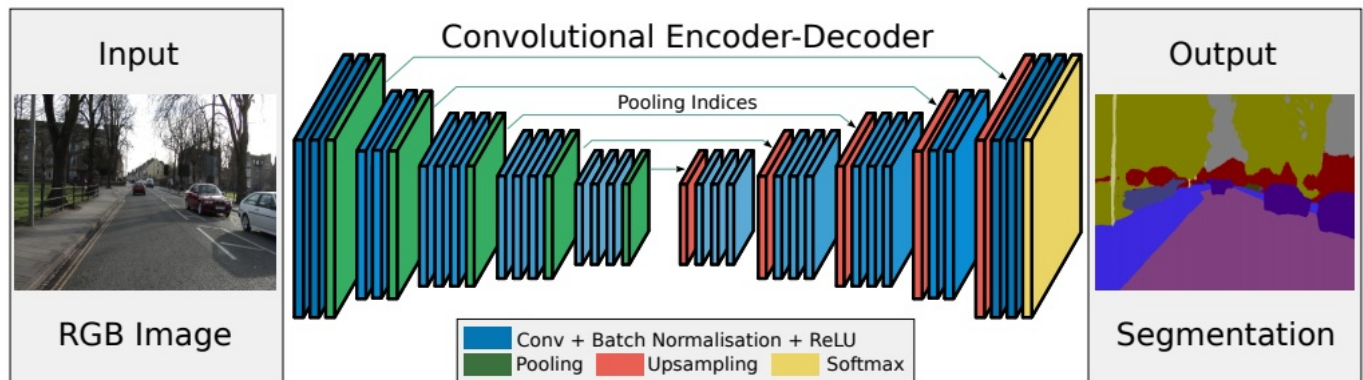 Convolutional Encoder-Decoder
Input
Output
Pooling Indices
RGB Image
Segmentation
Conv + Batch Normalisation + ReLU
Pooling
Upsampling
Softmax